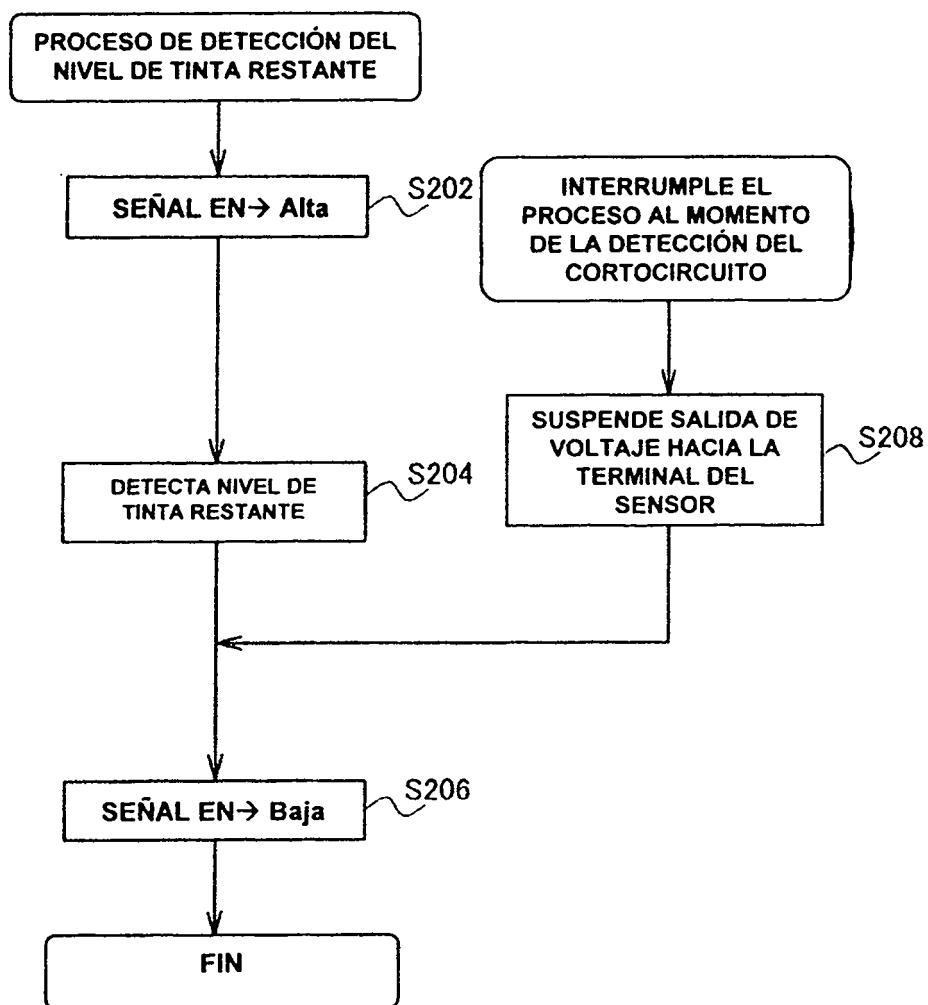 PROCESO DE DETECCIÓN DEL
NIVEL DE TINTA RESTANTE
SEÑAL EN→ Alta
S202
INTERRUMPLE EL
PROCESO AL MOMENTO
DE LA DETECCIÓN DEL
CORTOCIRCUITO
DETECTA NIVEL DE
TINTA RESTANTE
S204
SUSPENDE SALIDA DE
VOLTAJE HACIA LA
TERMINAL DEL
SENSOR
S208
SEÑAL EN→ Baja
S206
FIN